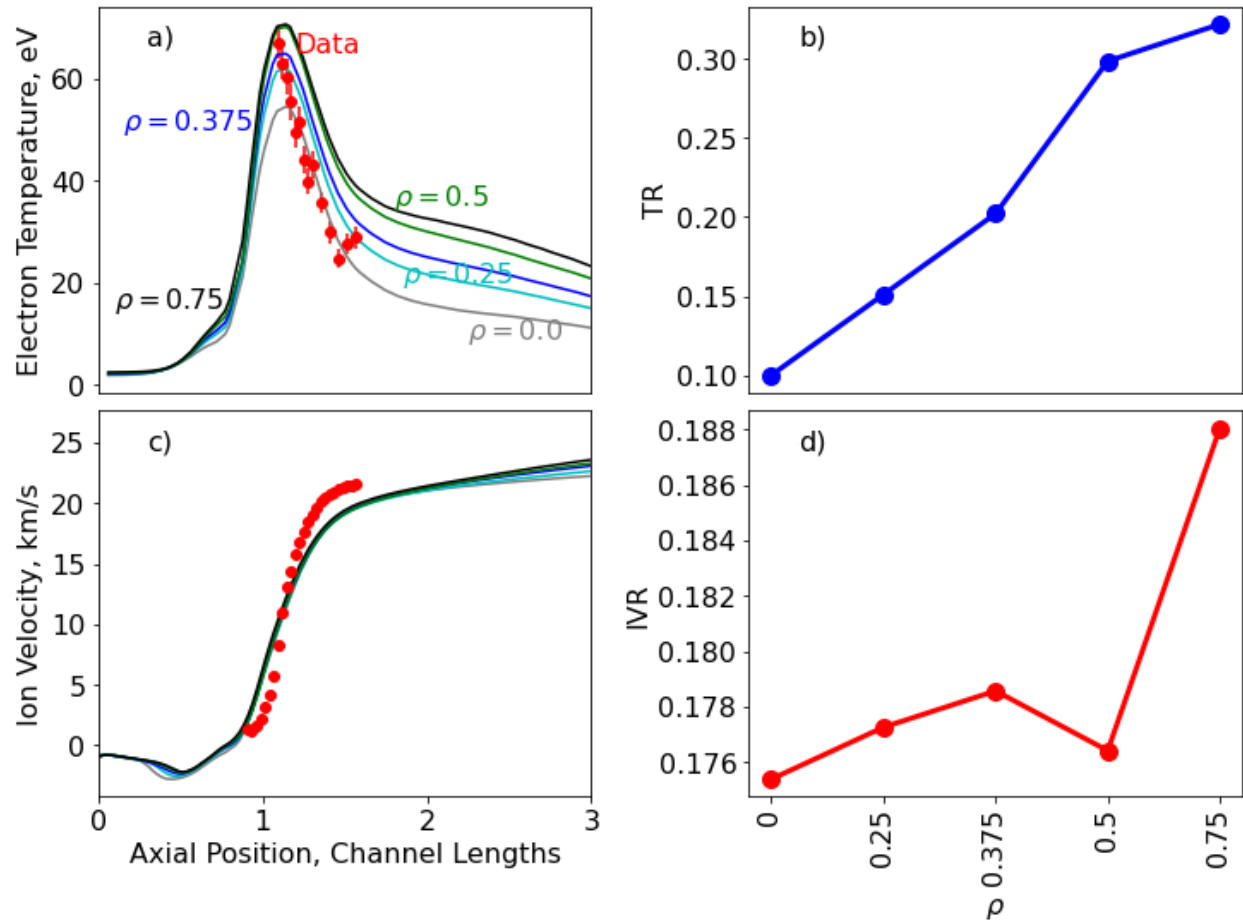 a)
Data
ρ = 0.375
ρ = 0.5
ρ = 0.25
ρ = 0.75
ρ = 0.0
Electron Temperature, eV
60
40
20
0
b)
TR
0.30
0.25
0.20
0.15
0.10
c)
Ion Velocity, km/s
25
20
15
10
5
0
0
1
2
3
Axial Position, Channel Lengths
d)
IVR
0.188
0.186
0.184
0.182
0.180
0.178
0.176
0
0.25
0.375
0.5
0.75
ρ